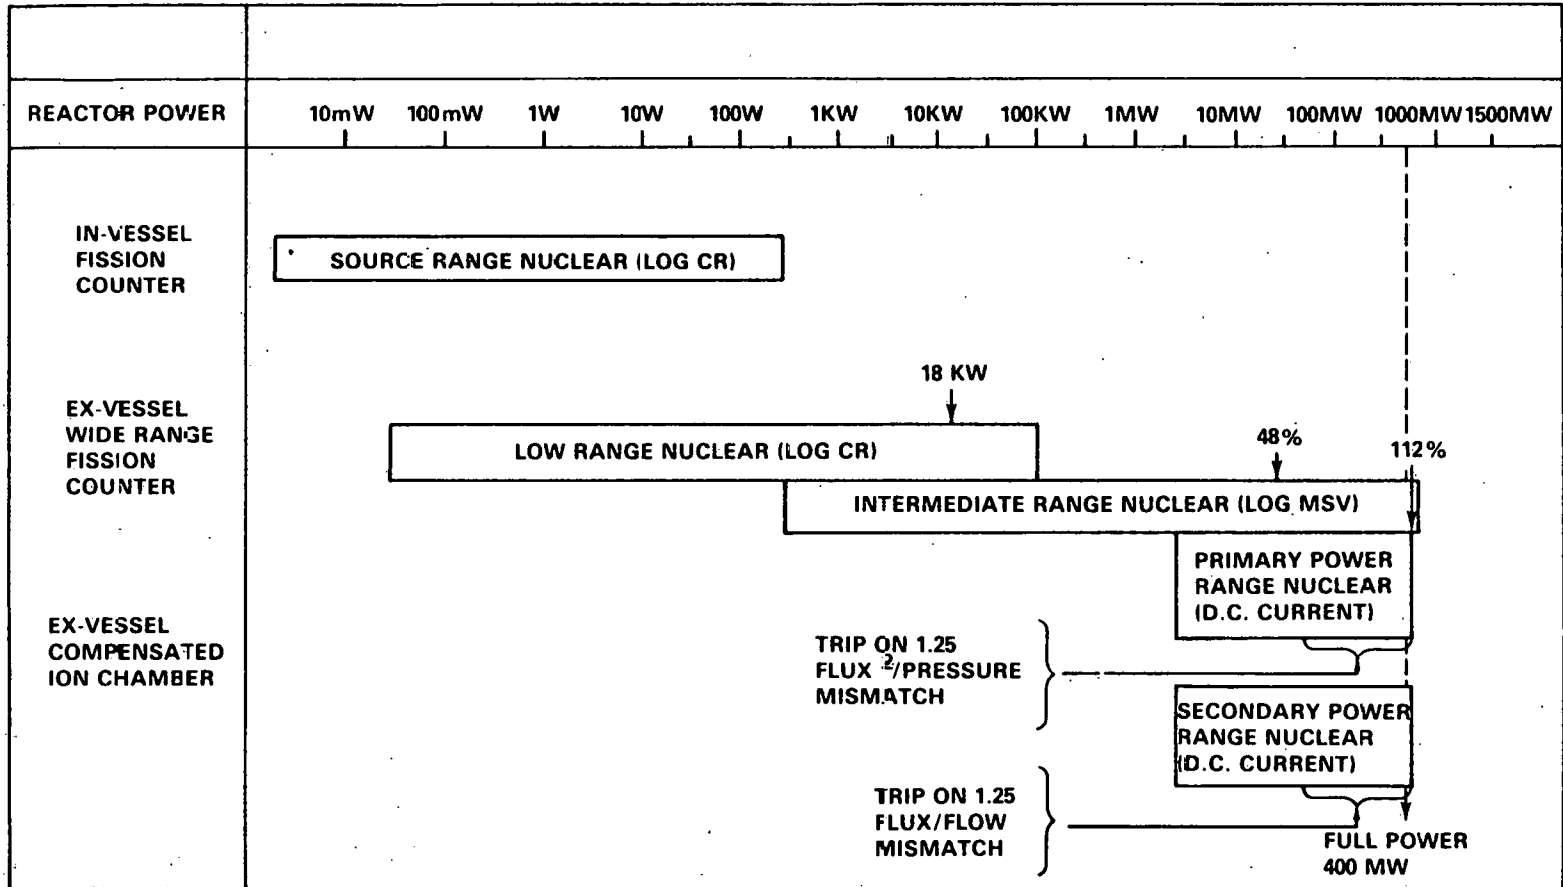 REACTOR POWER
10mW 100mW 1W 10W 100W 1KW 10KW 100KW 1MW 10MW 100MW 1000MW 1500MW
IN-VESSEL
FISSION
COUNTER
SOURCE RANGE NUCLEAR (LOG CR)
EX-VESSEL
WIDE RANGE
FISSION
COUNTER
18 KW
LOW RANGE NUCLEAR (LOG CR)
48%
112%
INTERMEDIATE RANGE NUCLEAR (LOG MSV)
EX-VESSEL
COMPENSATED
ION CHAMBER
PRIMARY POWER
RANGE NUCLEAR
(D.C. CURRENT)
TRIP ON 1.25
FLUX ²/PRESSURE
MISMATCH
SECONDARY POWER
RANGE NUCLEAR
(D.C. CURRENT)
TRIP ON 1.25
FLUX/FLOW
MISMATCH
FULL POWER
400 MW